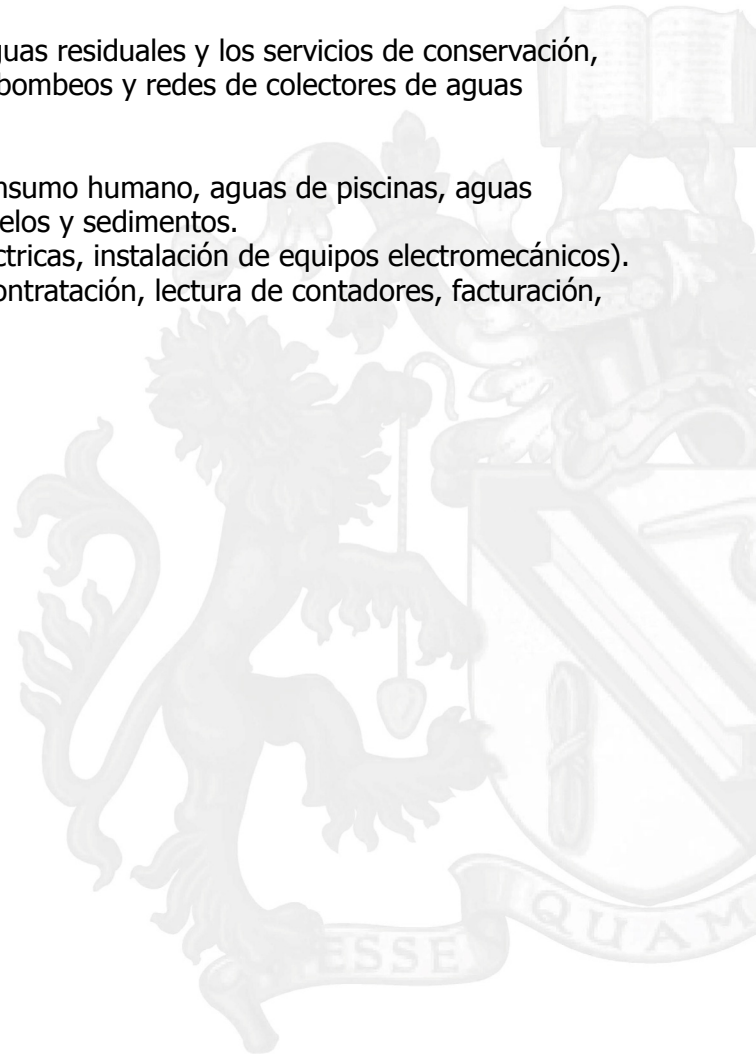 guas residuales y los servicios de conservación,
bombeos y redes de colectores de aguas
nsumo humano, aguas de piscinas, aguas
elos y sedimentos.
ctricas, instalación de equipos electromecánicos).
ontratación, lectura de contadores, facturación,
ESSE QUAM